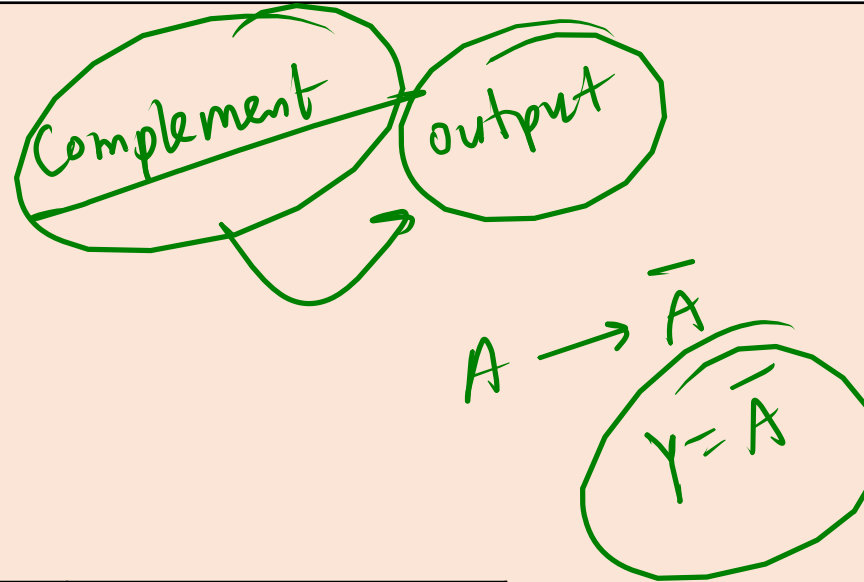 Complement output
A → A̅
Y = A̅